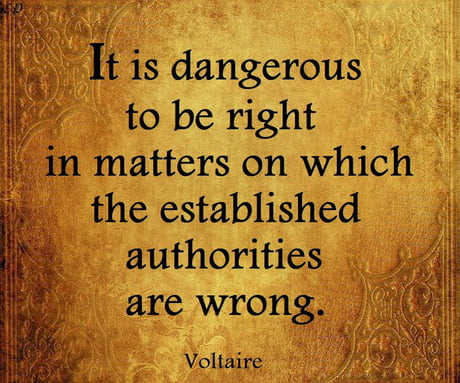 It is dangerous
to be right
in matters on which
the established
authorities
are wrong.
Voltaire